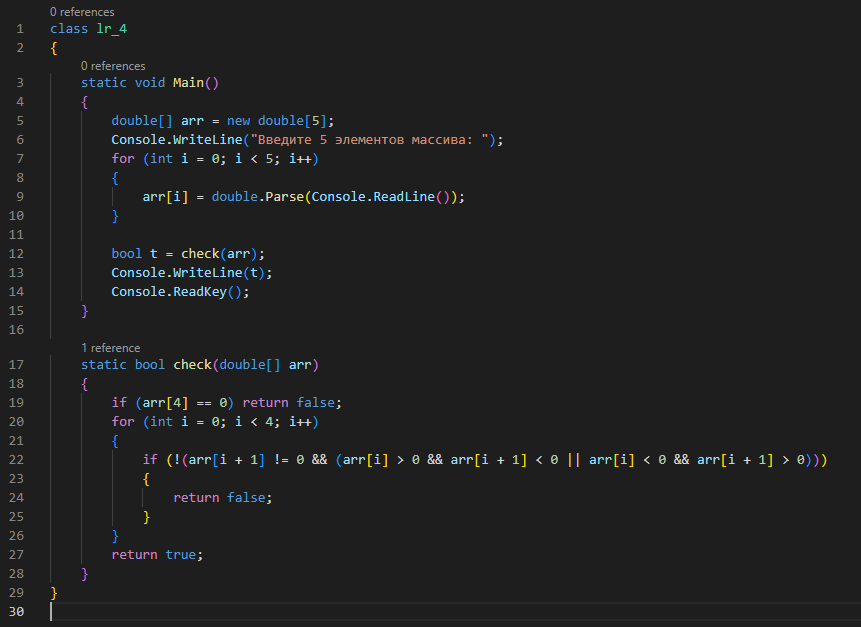 0 references
1 class lr_4
2 {
0 references
3 static void Main()
4 {
5 double[] arr = new double[5];
6 Console.WriteLine("Введите 5 элементов массива: ");
7 for (int i = 0; i < 5; i++)
8 {
9 arr[i] = double.Parse(Console.ReadLine());
10 }
11
12 bool t = check(arr);
13 Console.WriteLine(t);
14 Console.ReadKey();
15 }
16
1 reference
17 static bool check(double[] arr)
18 {
19 if (arr[4] == 0) return false;
20 for (int i = 0; i < 4; i++)
21 {
22 if (!(arr[i + 1] != 0 && (arr[i] > 0 && arr[i + 1] < 0 || arr[i] < 0 && arr[i + 1] > 0)))
23 {
24 return false;
25 }
26 }
27 return true;
28 }
29 }
30